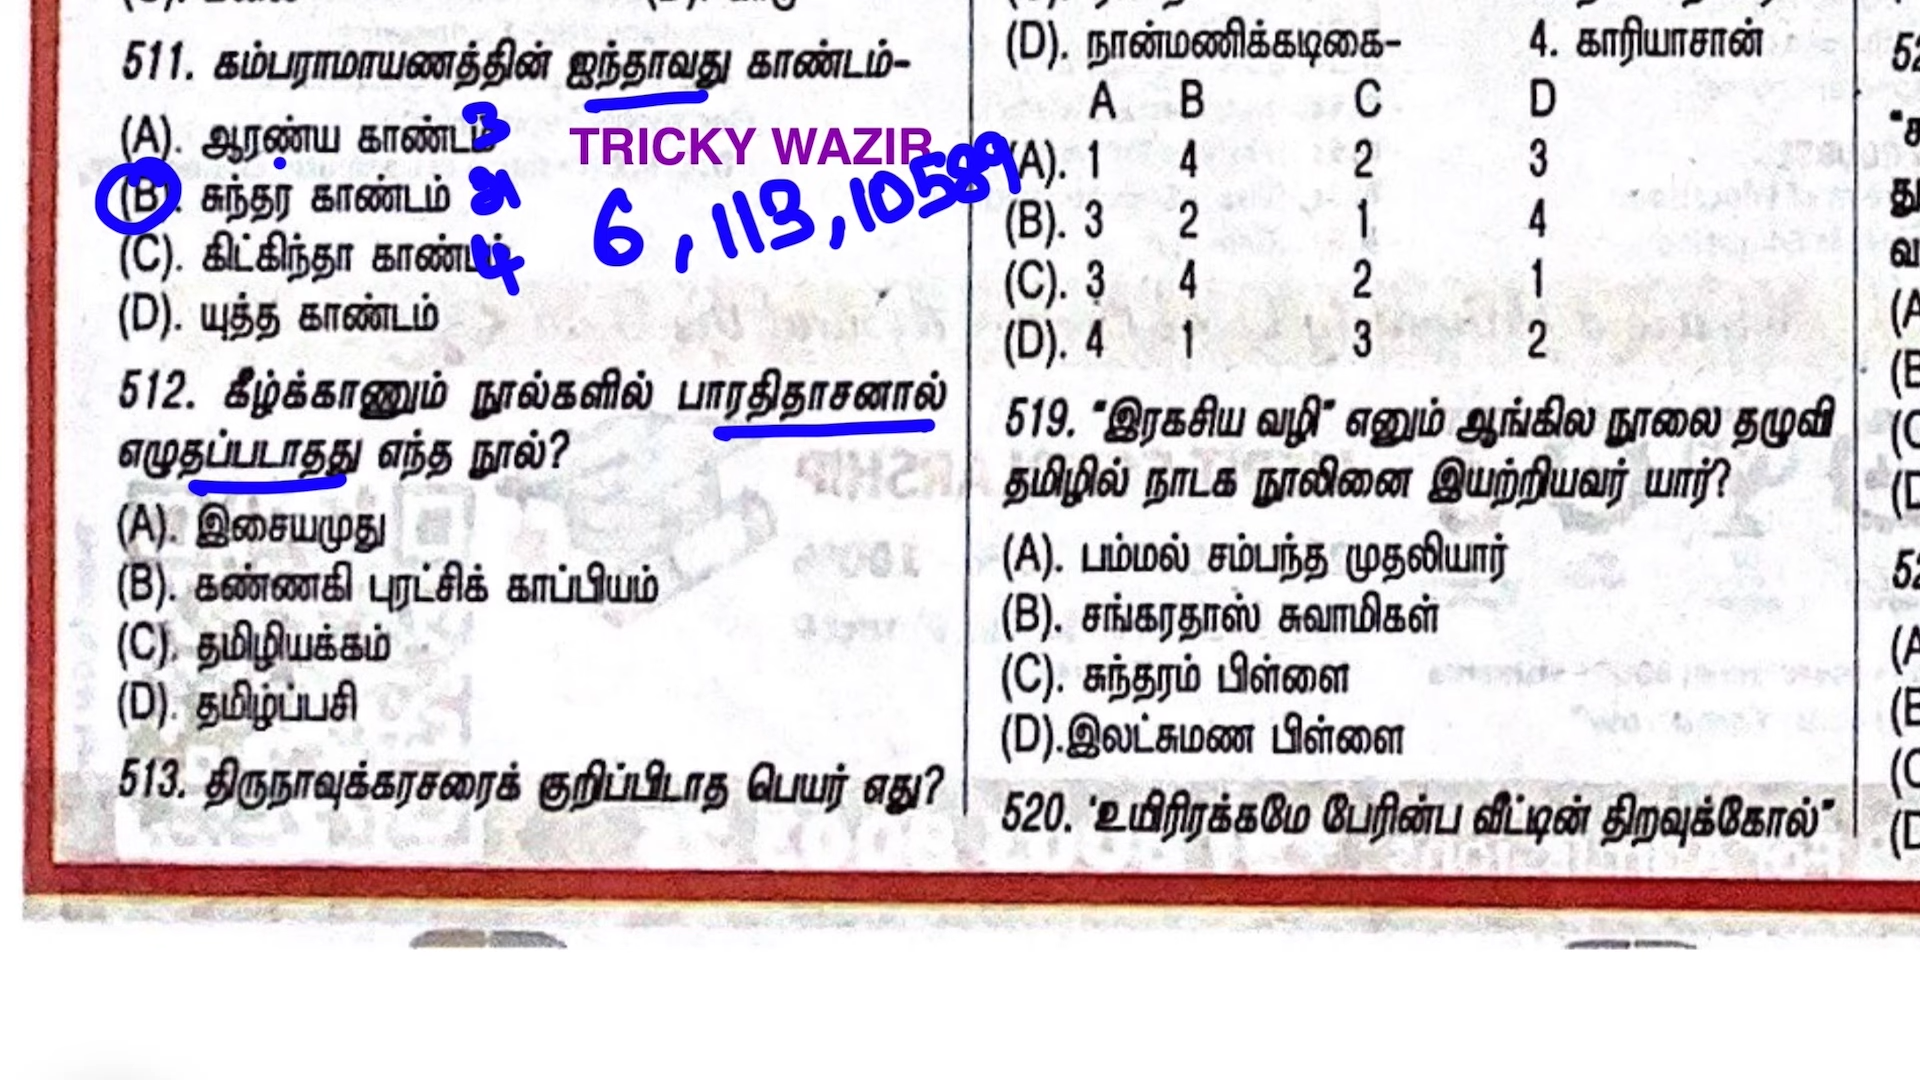 511. கம்பராமாயணத்தின் ஐந்தாவது காண்டம்-
(A). ஆரண்ய காண்டம் 3
TRICKY WAZIR
(B). சுந்தர காண்டம்
6, 113, 10589
(C). கிட்கிந்தா காண்டம் 4
(D). யுத்த காண்டம்
512. கீழ்க்காணும் நூல்களில் பாரதிதாசனால்
எழுதப்படாதது எந்த நூல்?
(A). இசையமுது
(B). கண்ணகி புரட்சிக் காப்பியம்
(C). தமிழியக்கம்
(D). தமிழ்ப்பசி
513. திருநாவுக்கரசரைக் குறிப்பிடாத பெயர் எது?
(D). நான்மணிக்கடிகை- 4. காரியாசான்
A B C D
(A). 1 4 2 3
(B). 3 2 1 4
(C). 3 4 2 1
(D). 4 1 3 2
519. "இரகசிய வழி" எனும் ஆங்கில நூலை தழுவி
தமிழில் நாடக நூலினை இயற்றியவர் யார்?
(A). பம்மல் சம்பந்த முதலியார்
(B). சங்கரதாஸ் சுவாமிகள்
(C). சுந்தரம் பிள்ளை
(D).இலட்சுமண பிள்ளை
520. 'உயிரிரக்கமே பேரின்ப வீட்டின் திறவுக்கோல்"